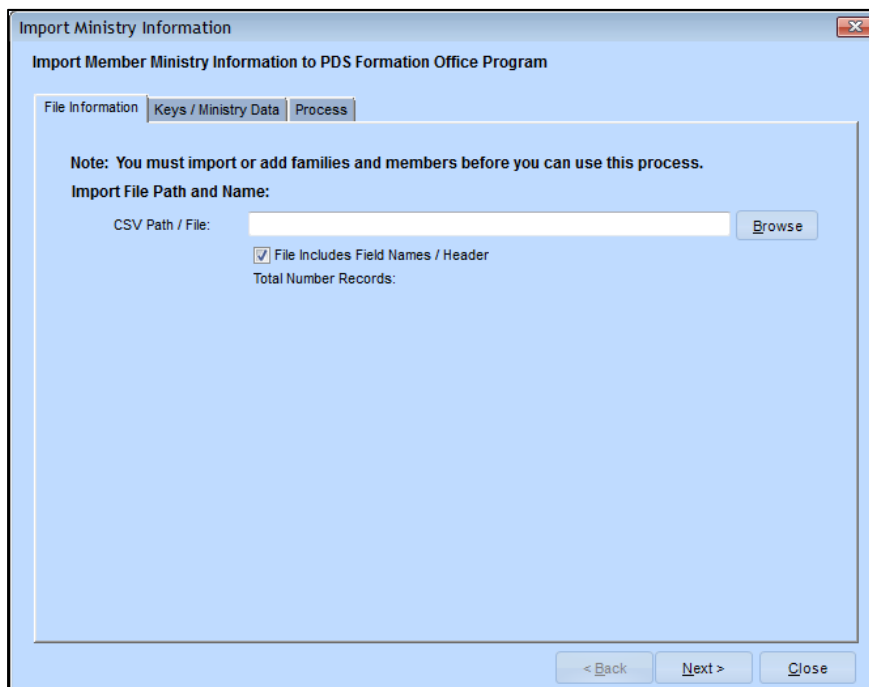 Import Ministry Information
Import Member Ministry Information to PDS Formation Office Program
File Information Keys / Ministry Data Process
Note: You must import or add families and members before you can use this process.
Import File Path and Name:
CSV Path / File: Browse
File Includes Field Names / Header
Total Number Records:
< Back Next > Close